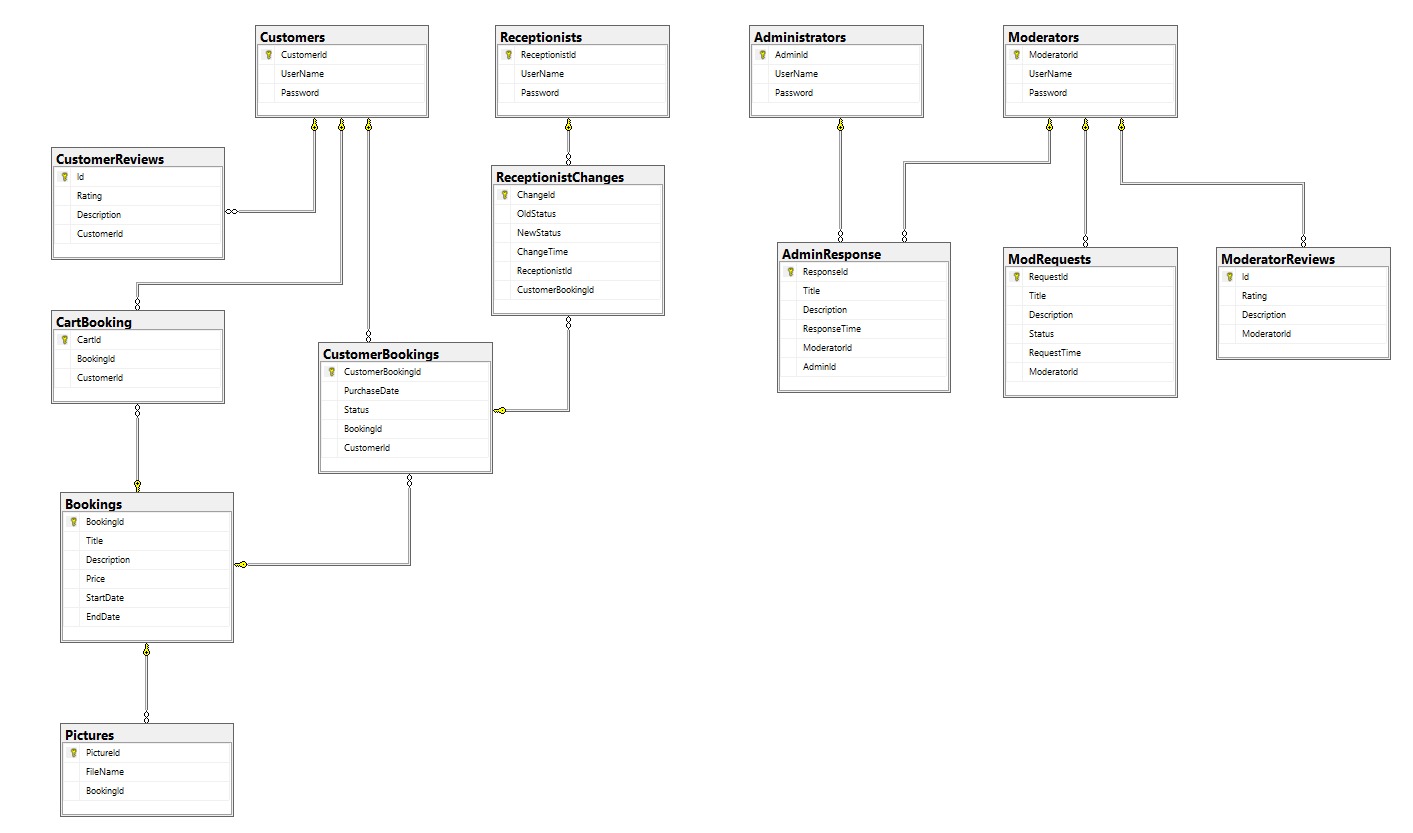 Customers
CustomerId
UserName
Password
Receptionists
ReceptionistId
UserName
Password
Administrators
AdminId
UserName
Password
Moderators
ModeratorId
UserName
Password
CustomerReviews
Id
Rating
Description
CustomerId
ReceptionistChanges
ChangeId
OldStatus
NewStatus
ChangeTime
ReceptionistId
CustomerBookingId
AdminResponse
ResponseId
Title
Description
ResponseTime
ModeratorId
AdminId
ModRequests
RequestId
Title
Description
Status
RequestTime
ModeratorId
ModeratorReviews
Id
Rating
Description
ModeratorId
CartBooking
CartId
BookingId
CustomerId
CustomerBookings
CustomerBookingId
PurchaseDate
Status
BookingId
CustomerId
Bookings
BookingId
Title
Description
Price
StartDate
EndDate
Pictures
PictureId
FileName
BookingId